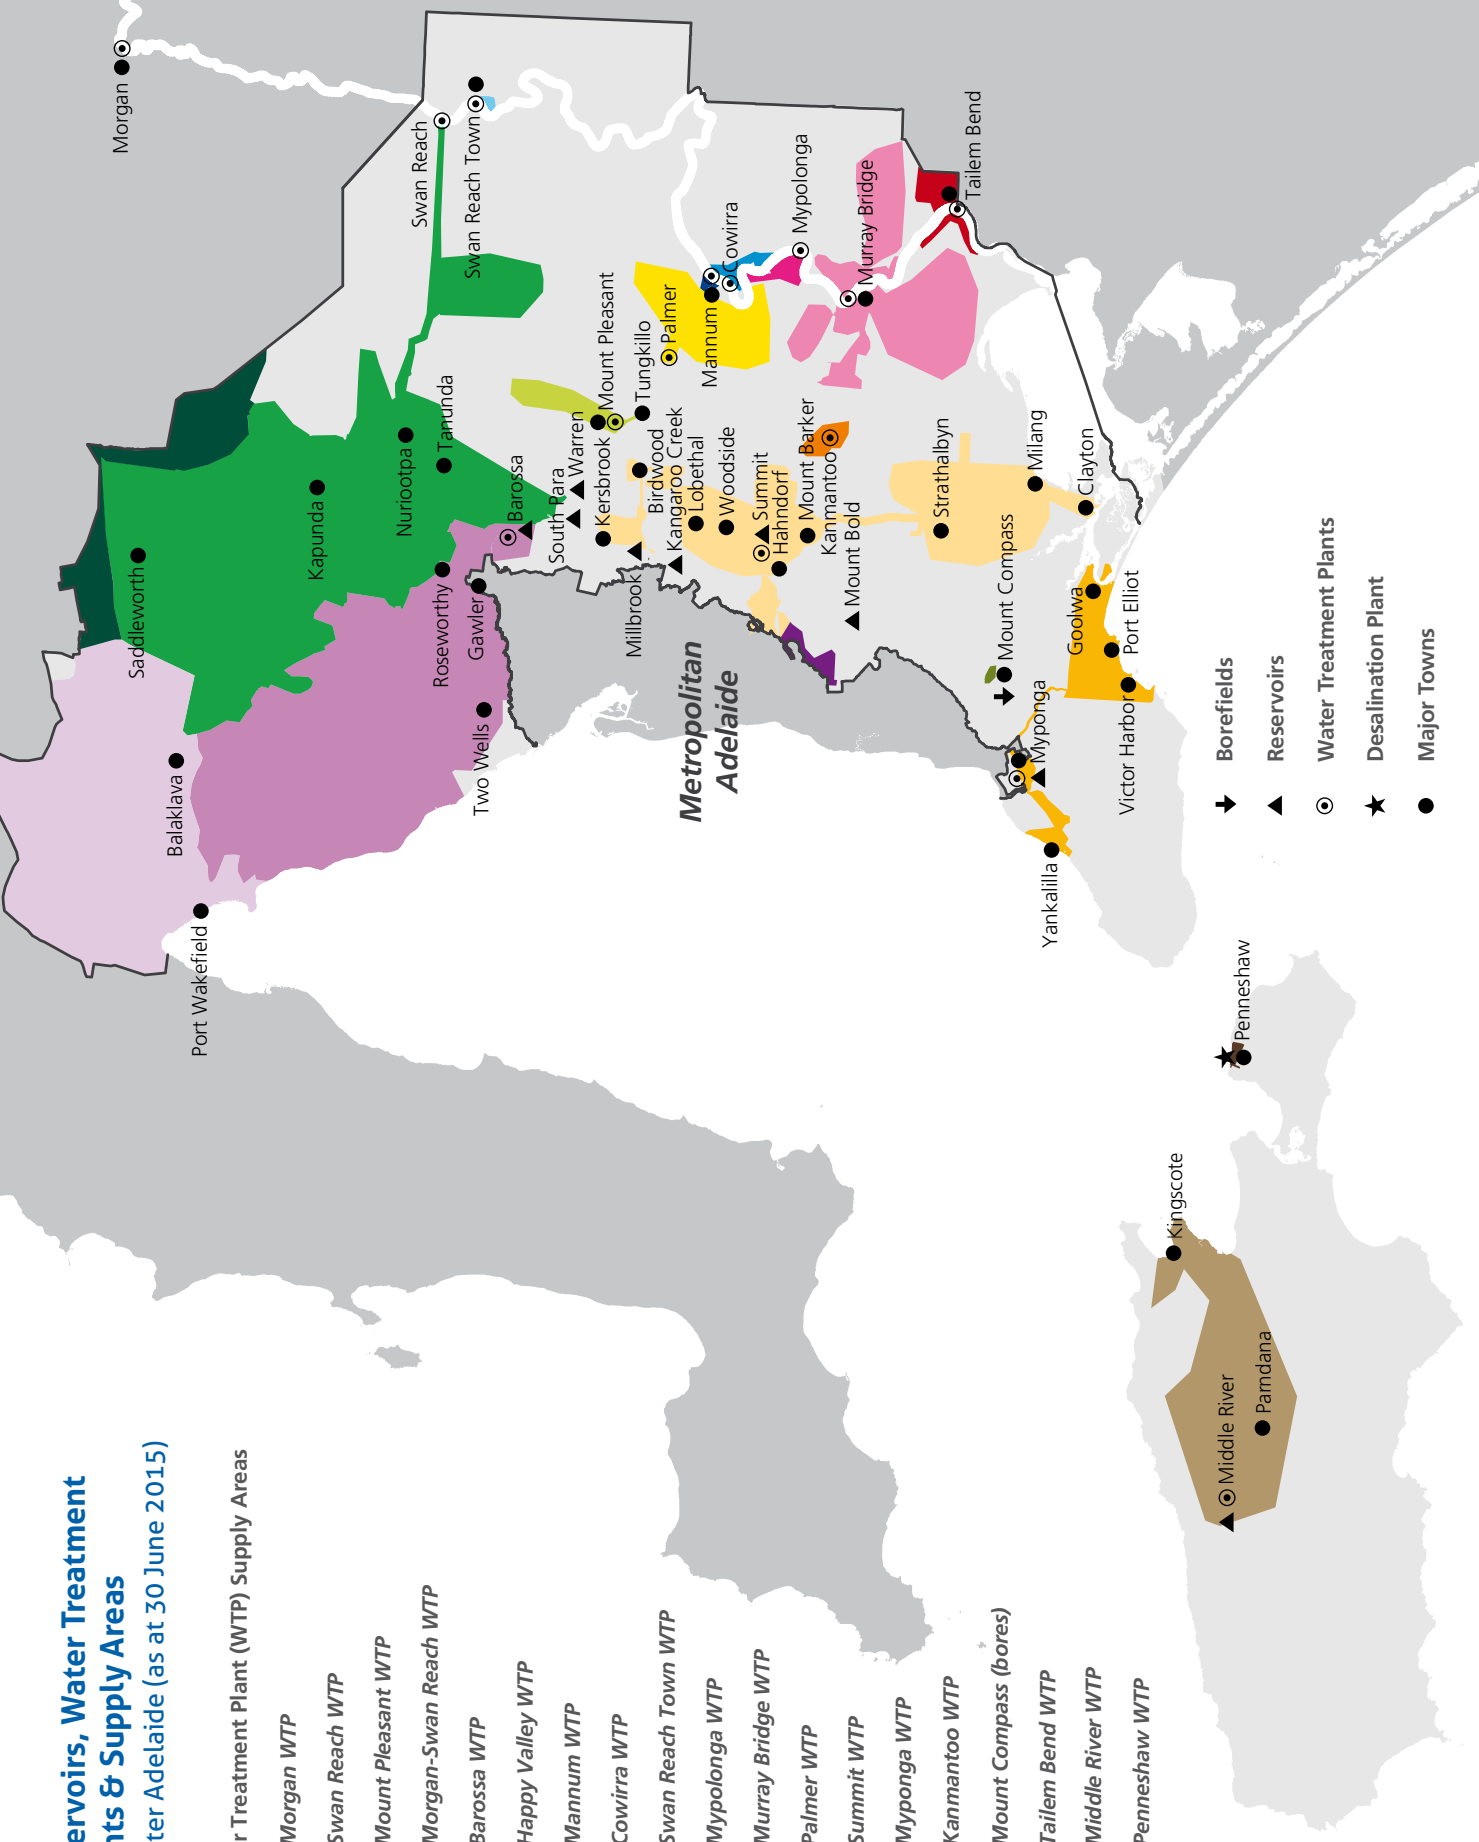 ervoirs, Water Treatment
nts & Supply Areas
ter Adelaide (as at 30 June 2015)
r Treatment Plant (WTP) Supply Areas
Morgan WTP
Swan Reach WTP
Mount Pleasant WTP
Morgan-Swan Reach WTP
Barossa WTP
Happy Valley WTP
Mannum WTP
Cowirra WTP
Swan Reach Town WTP
Mypolonga WTP
Murray Bridge WTP
Palmer WTP
Summit WTP
Myponga WTP
Kanmantoo WTP
Mount Compass (bores)
Tailem Bend WTP
Middle River WTP
Penneshaw WTP
Morgan
Swan Reach
Swan Reach Town
Saddleworth
Kapunda
Nuriootpa
Tanunda
Balaklava
Port Wakefield
Roseworthy
Gawler
Two Wells
Barossa
South Para
Warren
Kersbrook
Millbrook
Mount Pleasant
Tungkillo
Palmer
Mannum
Cowirra
Mypolonga
Murray Bridge
Tailem Bend
Birdwood
Kangaroo Creek
Lobethal
Woodside
Summit
Hahndorf
Mount Barker
Kanmantoo
Mount Bold
Metropolitan
Adelaide
Strathalbyn
Milang
Clayton
Mount Compass
Goolwa
Port Elliot
Victor Harbor
Myponga
Yankalilla
Penneshaw
Kingscote
Parndana
Middle River
Borefields
Reservoirs
Water Treatment Plants
Desalination Plant
Major Towns